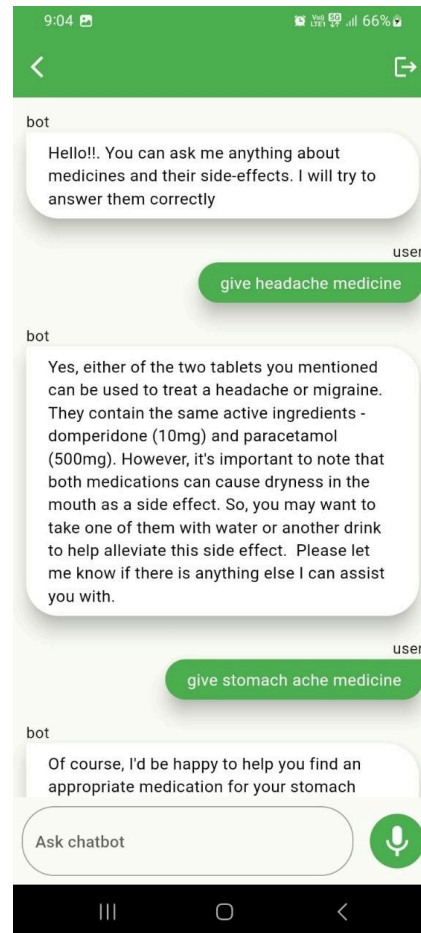 9:04
Vo))
LTE1
5G
66%
bot
Hello!!. You can ask me anything about
medicines and their side-effects. I will try to
answer them correctly
user
give headache medicine
bot
Yes, either of the two tablets you mentioned
can be used to treat a headache or migraine.
They contain the same active ingredients -
domperidone (10mg) and paracetamol
(500mg). However, it's important to note that
both medications can cause dryness in the
mouth as a side effect. So, you may want to
take one of them with water or another drink
to help alleviate this side effect.  Please let
me know if there is anything else I can assist
you with.
user
give stomach ache medicine
bot
Of course, I'd be happy to help you find an
appropriate medication for your stomach
Ask chatbot